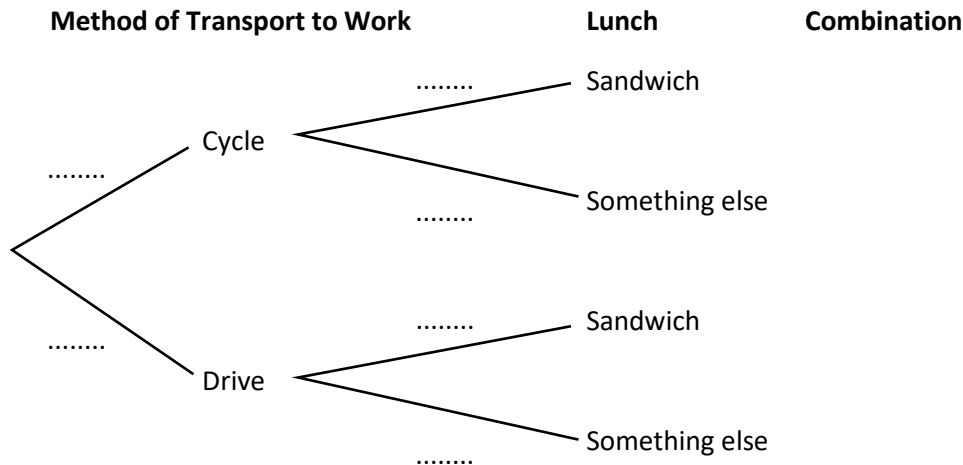 Method of Transport to Work Lunch Combination
........ Sandwich
Cycle
........
........ Something else
........ Sandwich
........
Drive
Something else
........